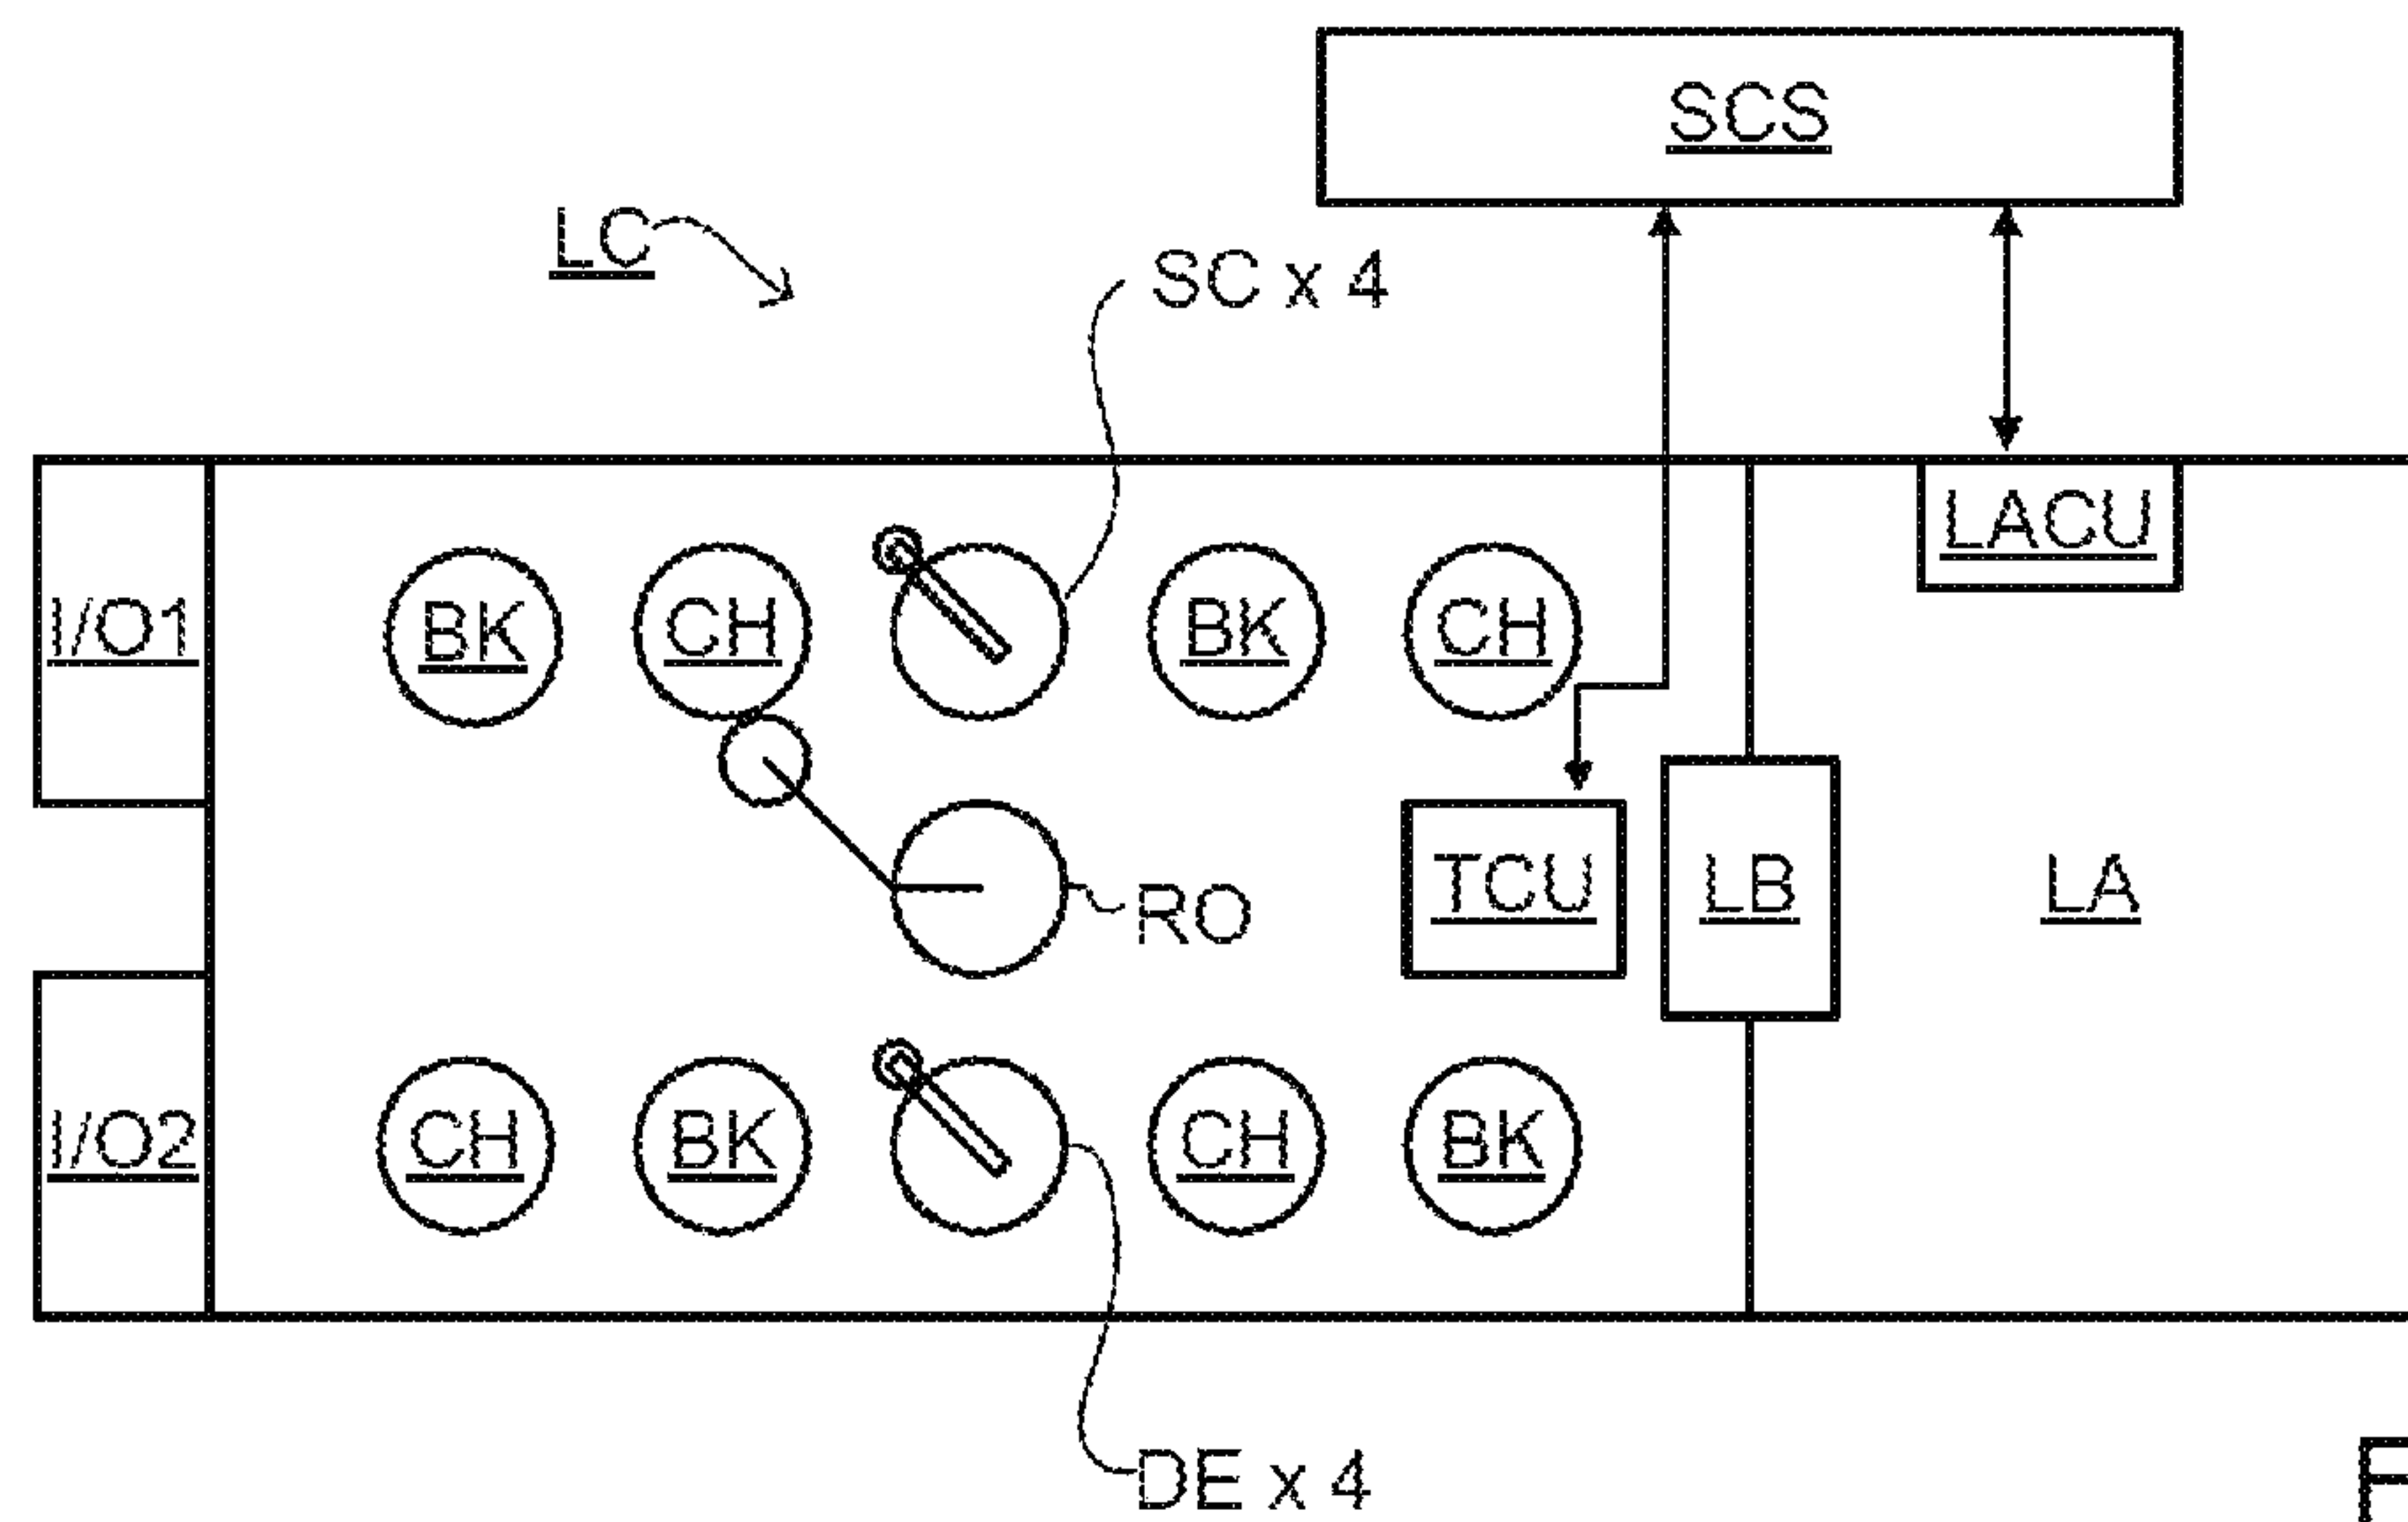 SCS
LC
SC x 4
LACU
I/O1
BK
CH
BK
CH
TCU
LB
LA
RO
I/O2
CH
BK
CH
BK
DE x 4